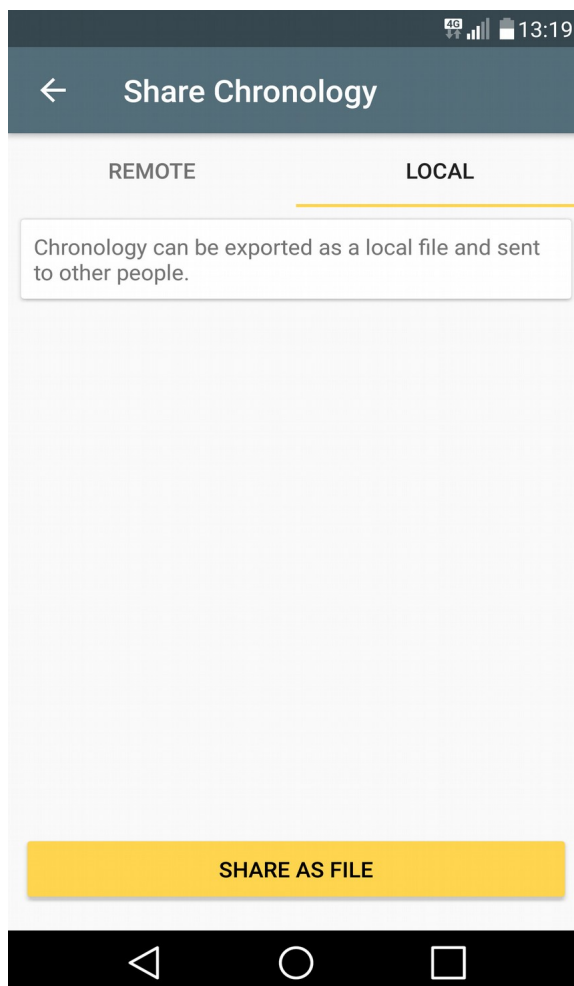 4G 13:19
Share Chronology
REMOTE LOCAL
Chronology can be exported as a local file and sent
to other people.
SHARE AS FILE